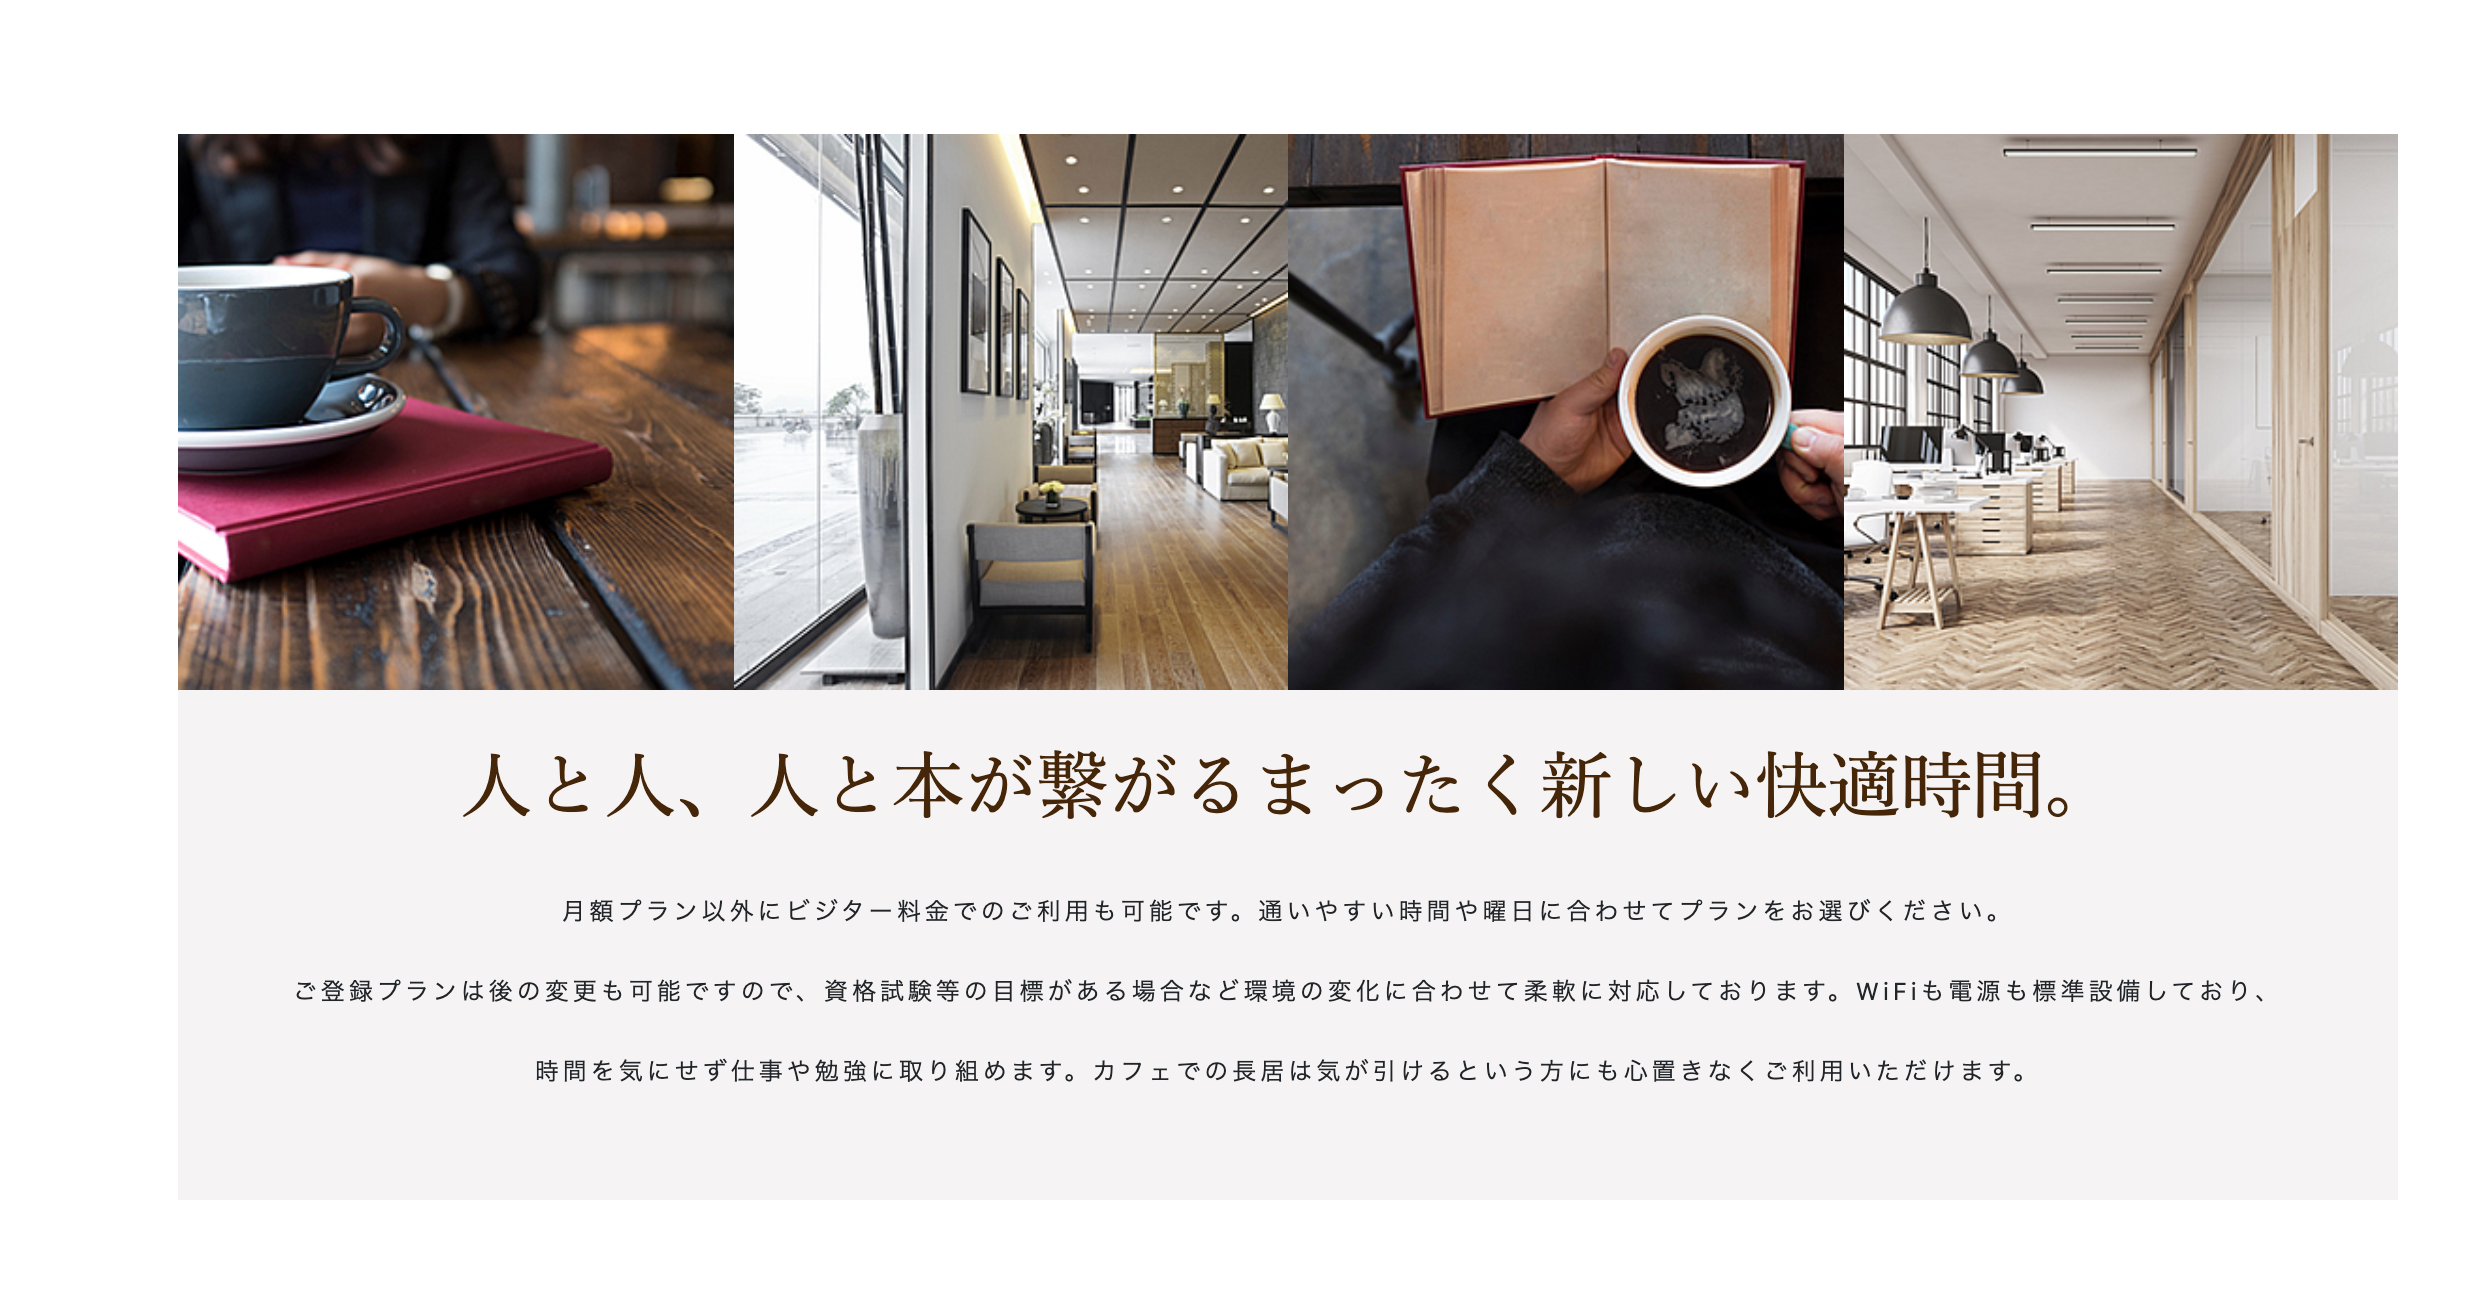 人と人、人と本が繋がるまったく新しい快適時間。
月額プラン以外にビジター料金でのご利用も可能です。通いやすい時間や曜日に合わせてプランをお選びください。
ご登録プランは後の変更も可能ですので、資格試験等の目標がある場合など環境の変化に合わせて柔軟に対応しております。WiFiも電源も標準設備しており、
時間を気にせず仕事や勉強に取り組めます。カフェでの長居は気が引けるという方にも心置きなくご利用いただけます。